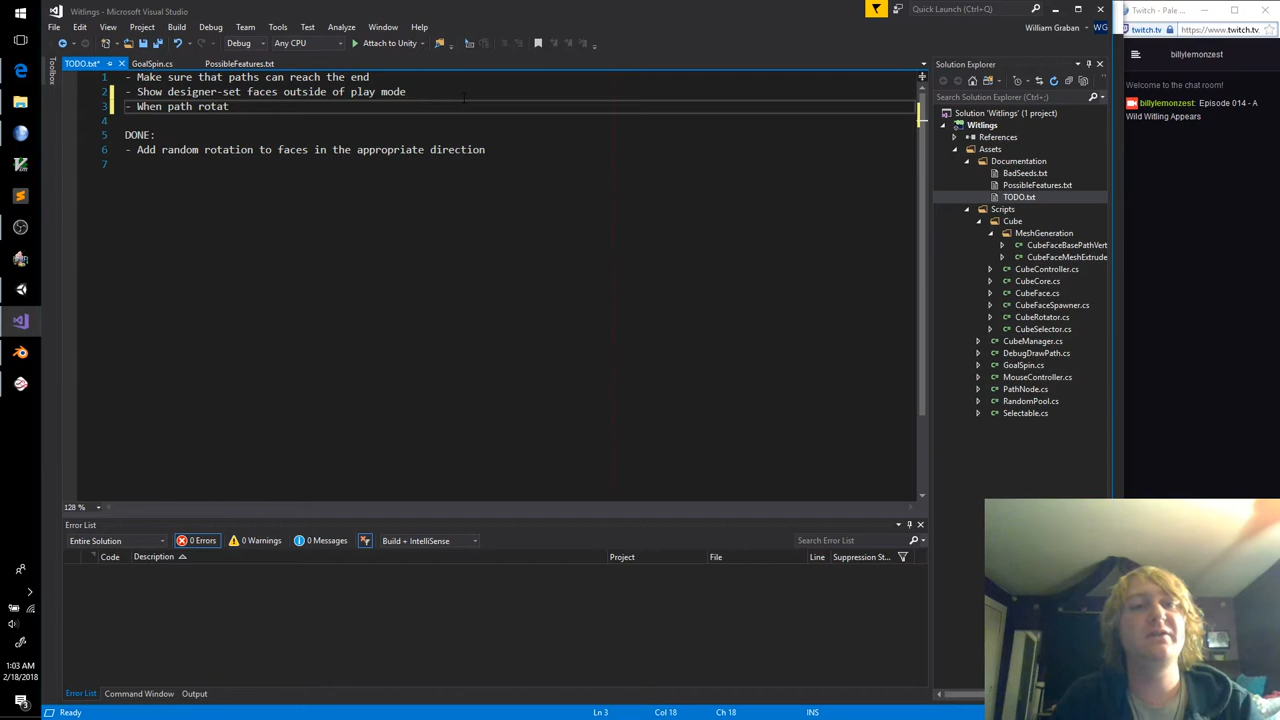 Witlings - Microsoft Visual Studio
Quick Launch (Ctrl+Q)
Twitch - Pale ...
File Edit View Project Build Debug Team Tools Test Analyze Window Help
William Graban WG
twitch.tv https://www.twitch.tv
Debug Any CPU Attach to Unity
billylemonzest
Toolbox
TODO.txt* GoalSpin.cs PossibleFeatures.txt
Solution Explorer
1 - Make sure that paths can reach the end
2 - Show designer-set faces outside of play mode
3 - When path rotat
4
5 DONE:
6 - Add random rotation to faces in the appropriate direction
7
Search Solution Explorer (Ctrl+;)
Solution 'Witlings' (1 project)
Witlings
References
Assets
Documentation
BadSeeds.txt
PossibleFeatures.txt
TODO.txt
Scripts
Cube
MeshGeneration
CubeFaceBasePathVert
CubeFaceMeshExtrude
CubeController.cs
CubeCore.cs
CubeFace.cs
CubeFaceSpawner.cs
CubeRotator.cs
CubeSelector.cs
CubeManager.cs
DebugDrawPath.cs
GoalSpin.cs
MouseController.cs
PathNode.cs
RandomPool.cs
Selectable.cs
Welcome to the chat room!
billylemonzest: Episode 014 - A
Wild Witling Appears
128 %
Error List
Entire Solution 0 Errors 0 Warnings 0 Messages Build + IntelliSense Search Error List
Code Description Project File Line Suppression St...
Error List Command Window Output
Ready Ln 3 Col 18 Ch 18 INS
1:03 AM
2/18/2018
3